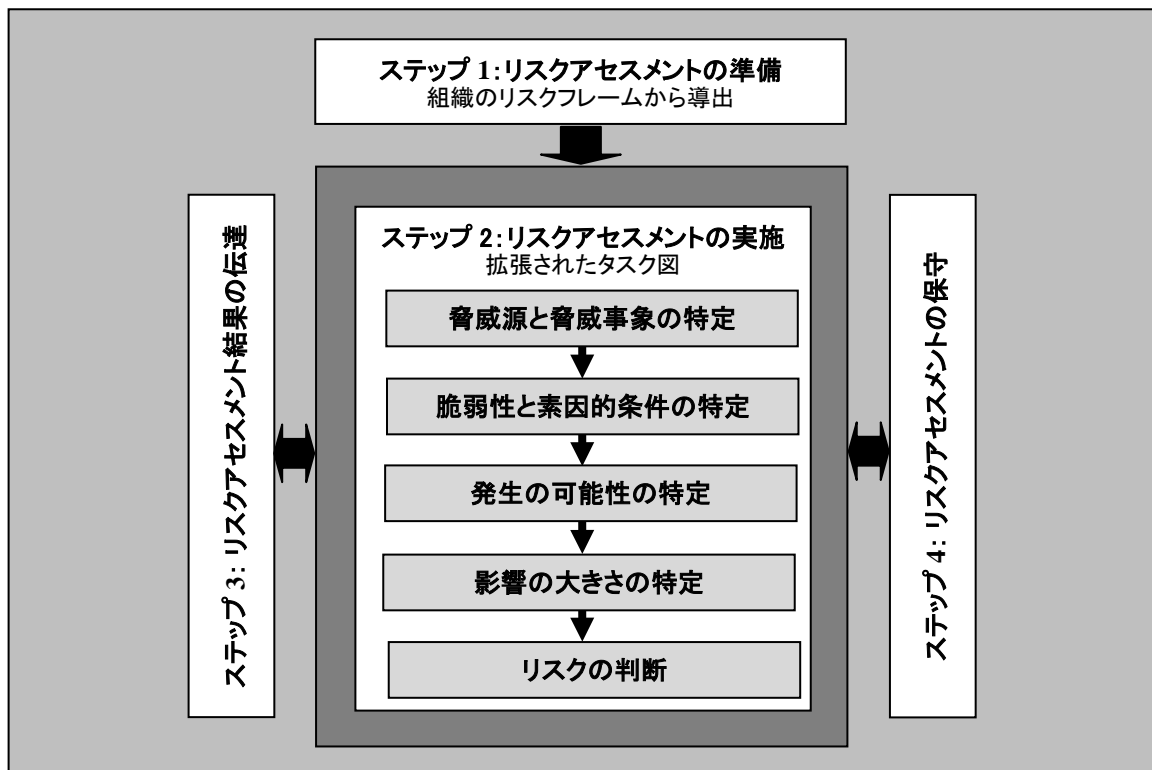 ステップ 1:リスクアセスメントの準備
組織のリスクフレームから導出
ステップ 2:リスクアセスメントの実施
拡張されたタスク図
脅威源と脅威事象の特定
脆弱性と素因的条件の特定
発生の可能性の特定
影響の大きさの特定
リスクの判断
ステップ 3: リスクアセスメント結果の伝達
ステップ 4: リスクアセスメントの保守